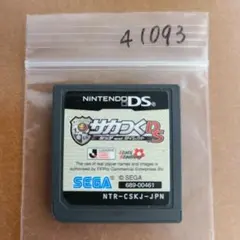 41093
NINTENDO DS
サカつくDS
The use of real player names and images is
authorised by FIFPro Commercial Enterprises BV.
SEGA
© SEGA
689-00461
NTR-CSKJ-JPN